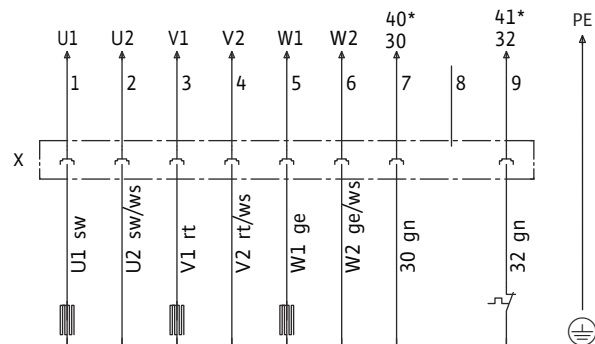 40*
41*
PE
U1 U2 V1 V2 W1 W2 30
32
1 2 3 4 5 6 7 8 9
X
U1 sw
U2 sw/ws
V1 rt
V2 rt/ws
W1 ge
W2 ge/ws
30 gn
32 gn